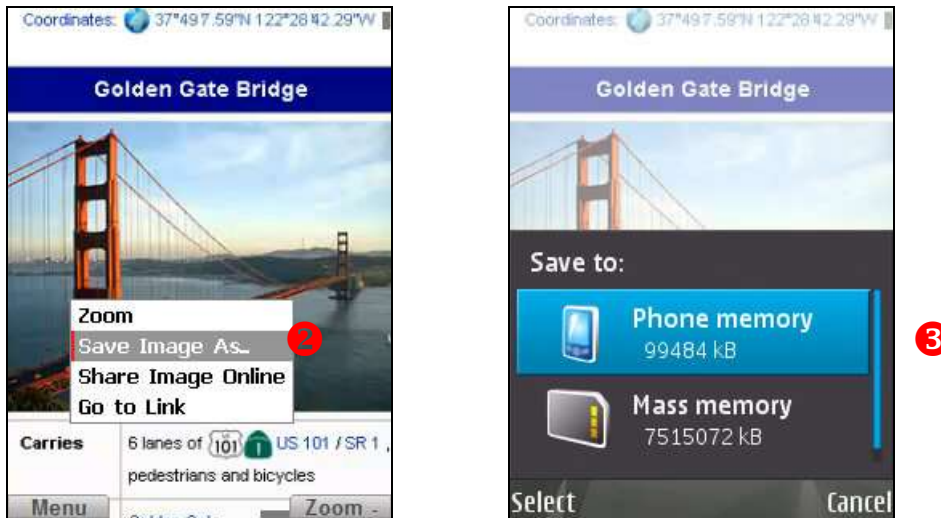 Coordinates: 37°49'7.59"N 122°28'42.29"W
Golden Gate Bridge
Zoom
Save Image As...
2
Share Image Online
Go to Link
Carries 6 lanes of 101 1 US 101 / SR 1 ,
pedestrians and bicycles
Menu Zoom -
Coordinates: 37°49'7.59"N 122°28'42.29"W
Golden Gate Bridge
Save to:
Phone memory
99484 kB
3
Mass memory
7515072 kB
Select Cancel